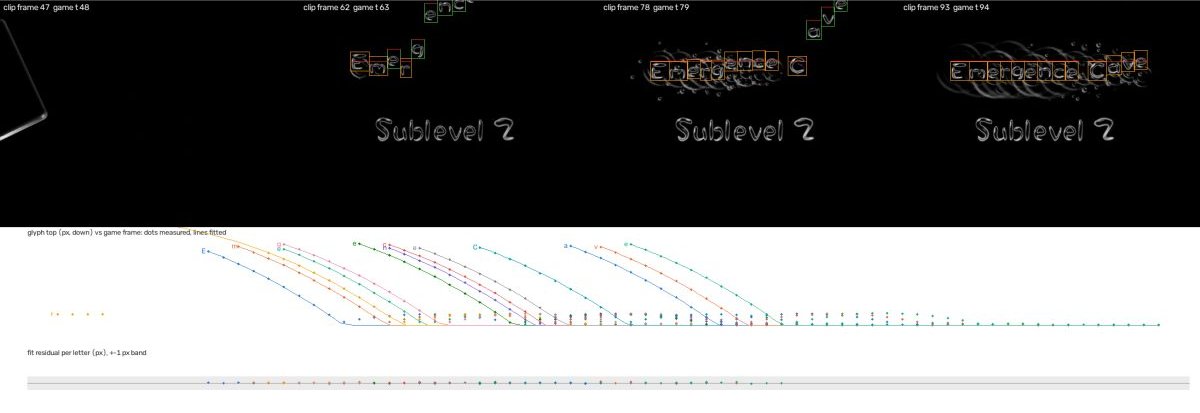 clip frame 47 game t 48
clip frame 62 game t 63
clip frame 78 game t 79
clip frame 93 game t 94
e n c
E m e r g
Sublevel 2
a v e
Emergence C
Sublevel 2
Emergence Cave
Sublevel 2
glyph top (px, down) vs game frame: dots measured, lines fitted
fit residual per letter (px), +-1 px band